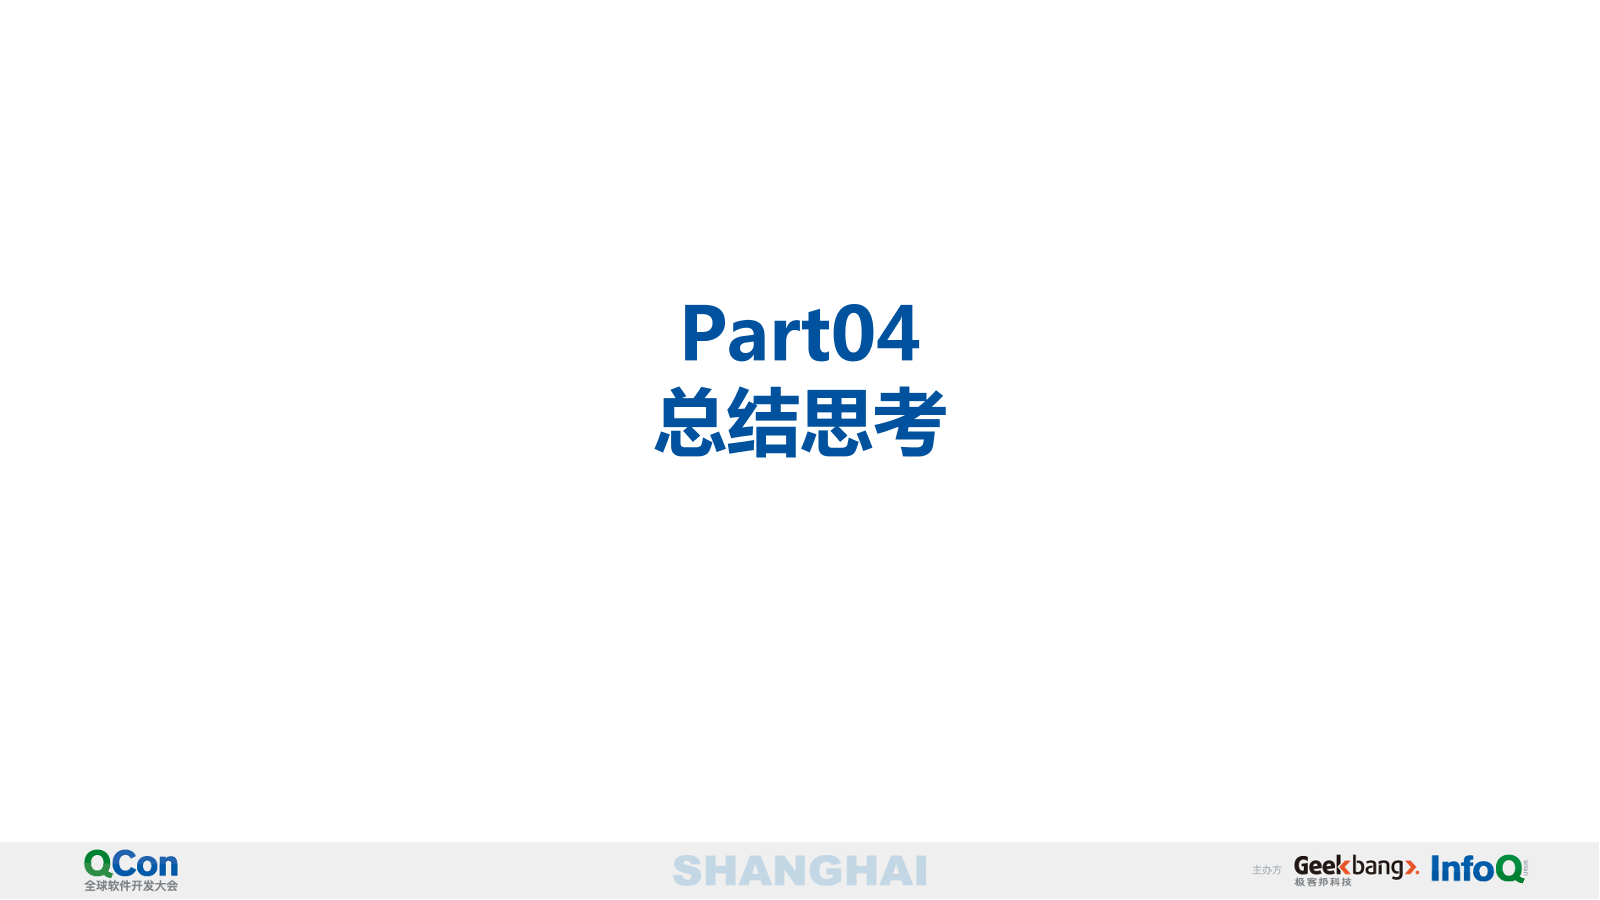 Part04
总结思考
QCon
全球软件开发大会
SHANGHAI
主办方
Geekbang
极客邦科技
InfoQ